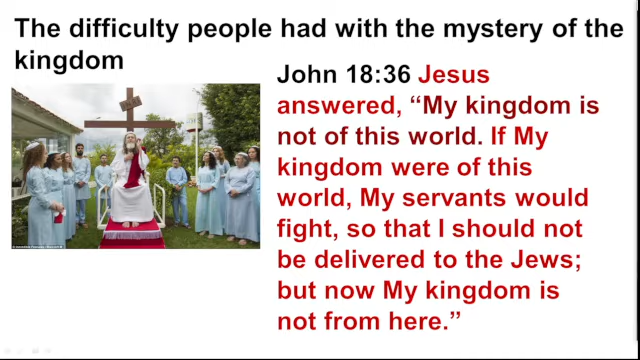 The difficulty people had with the mystery of the
kingdom
John 18:36 Jesus
answered, “My kingdom is
not of this world. If My
kingdom were of this
world, My servants would
fight, so that I should not
be delivered to the Jews;
but now My kingdom is
not from here.”